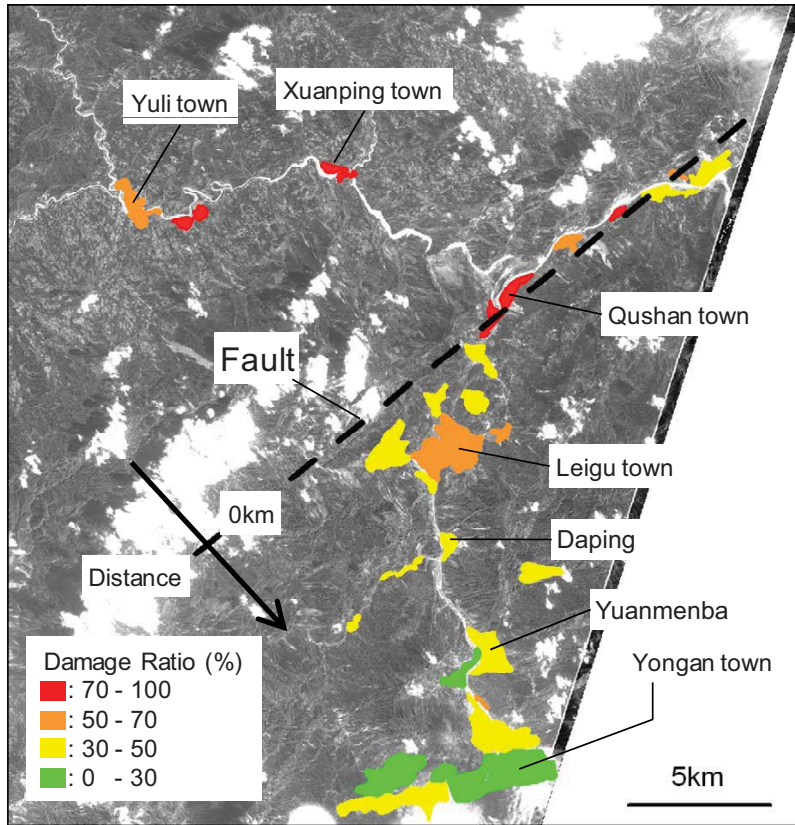 Yuli town
Xuanping town
Qushan town
Fault
Leigu town
0km
Daping
Distance
Yuanmenba
Yongan town
Damage Ratio (%)
: 70 - 100
: 50 - 70
: 30 - 50
: 0 - 30
5km